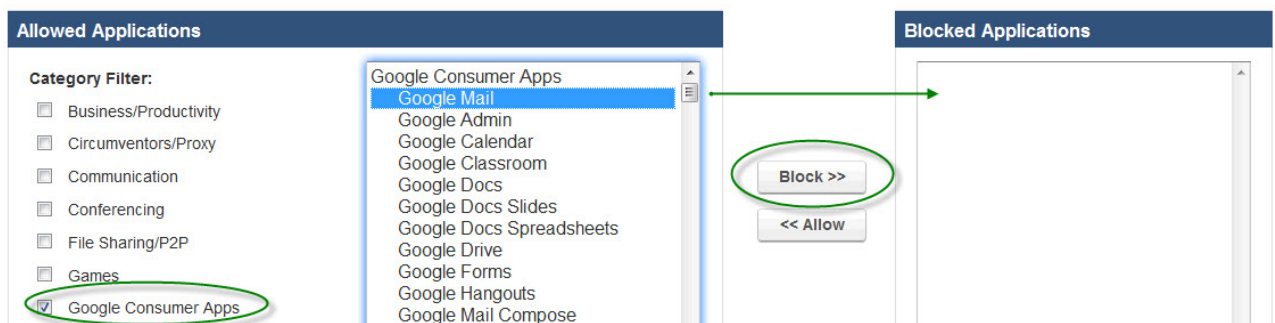 Allowed Applications
Category Filter:
Business/Productivity
Circumventors/Proxy
Communication
Conferencing
File Sharing/P2P
Games
Google Consumer Apps
Google Consumer Apps
Google Mail
Google Admin
Google Calendar
Google Classroom
Google Docs
Google Docs Slides
Google Docs Spreadsheets
Google Drive
Google Forms
Google Hangouts
Google Mail Compose
Block >>
<< Allow
Blocked Applications